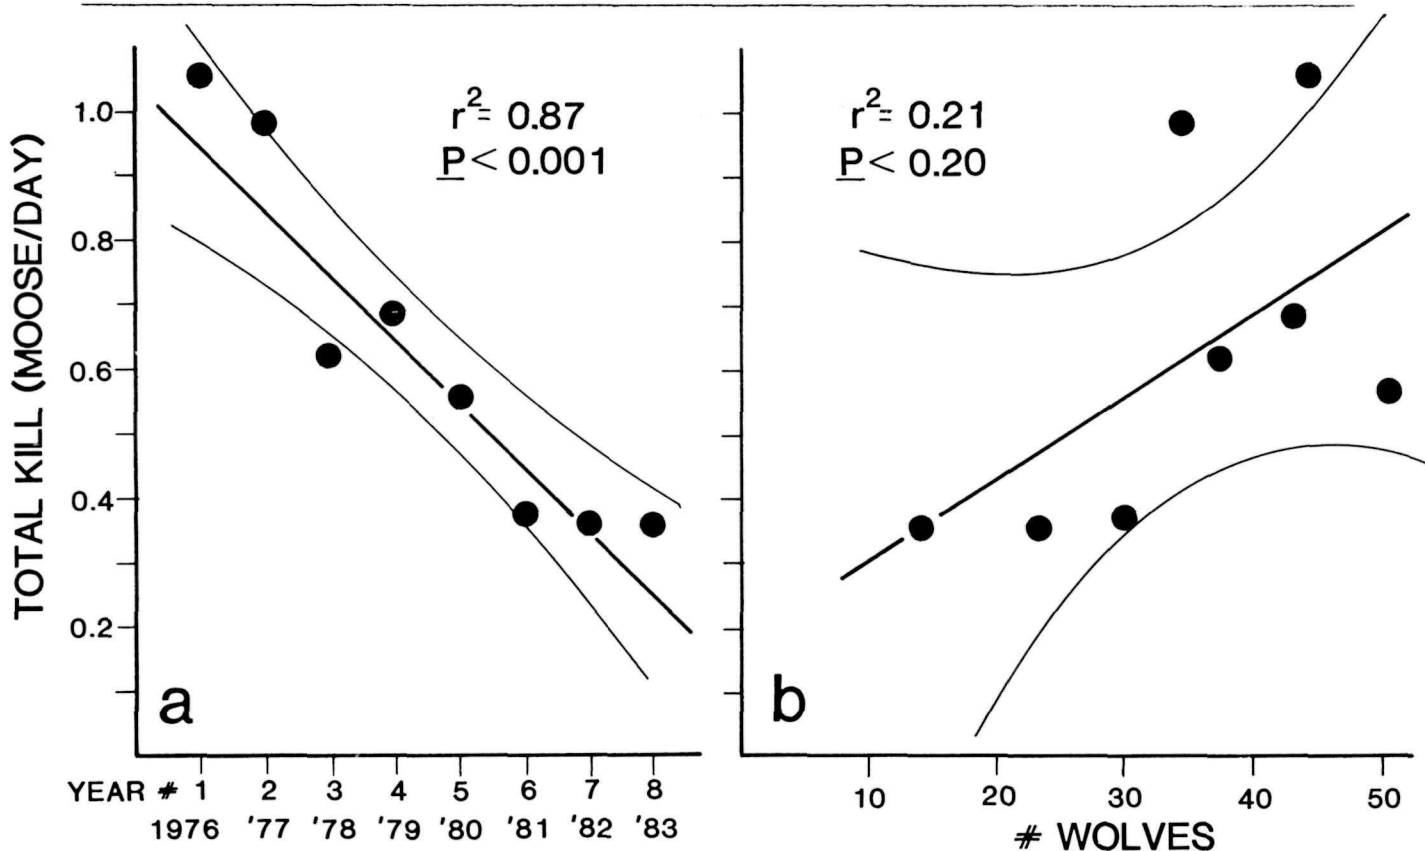 TOTAL KILL (MOOSE/DAY)
1.0
0.8
0.6
0.4
0.2
r² = 0.87
P < 0.001
a
YEAR # 1 2 3 4 5 6 7 8
1976 '77 '78 '79 '80 '81 '82 '83
r² = 0.21
P < 0.20
b
10 20 30 40 50
# WOLVES